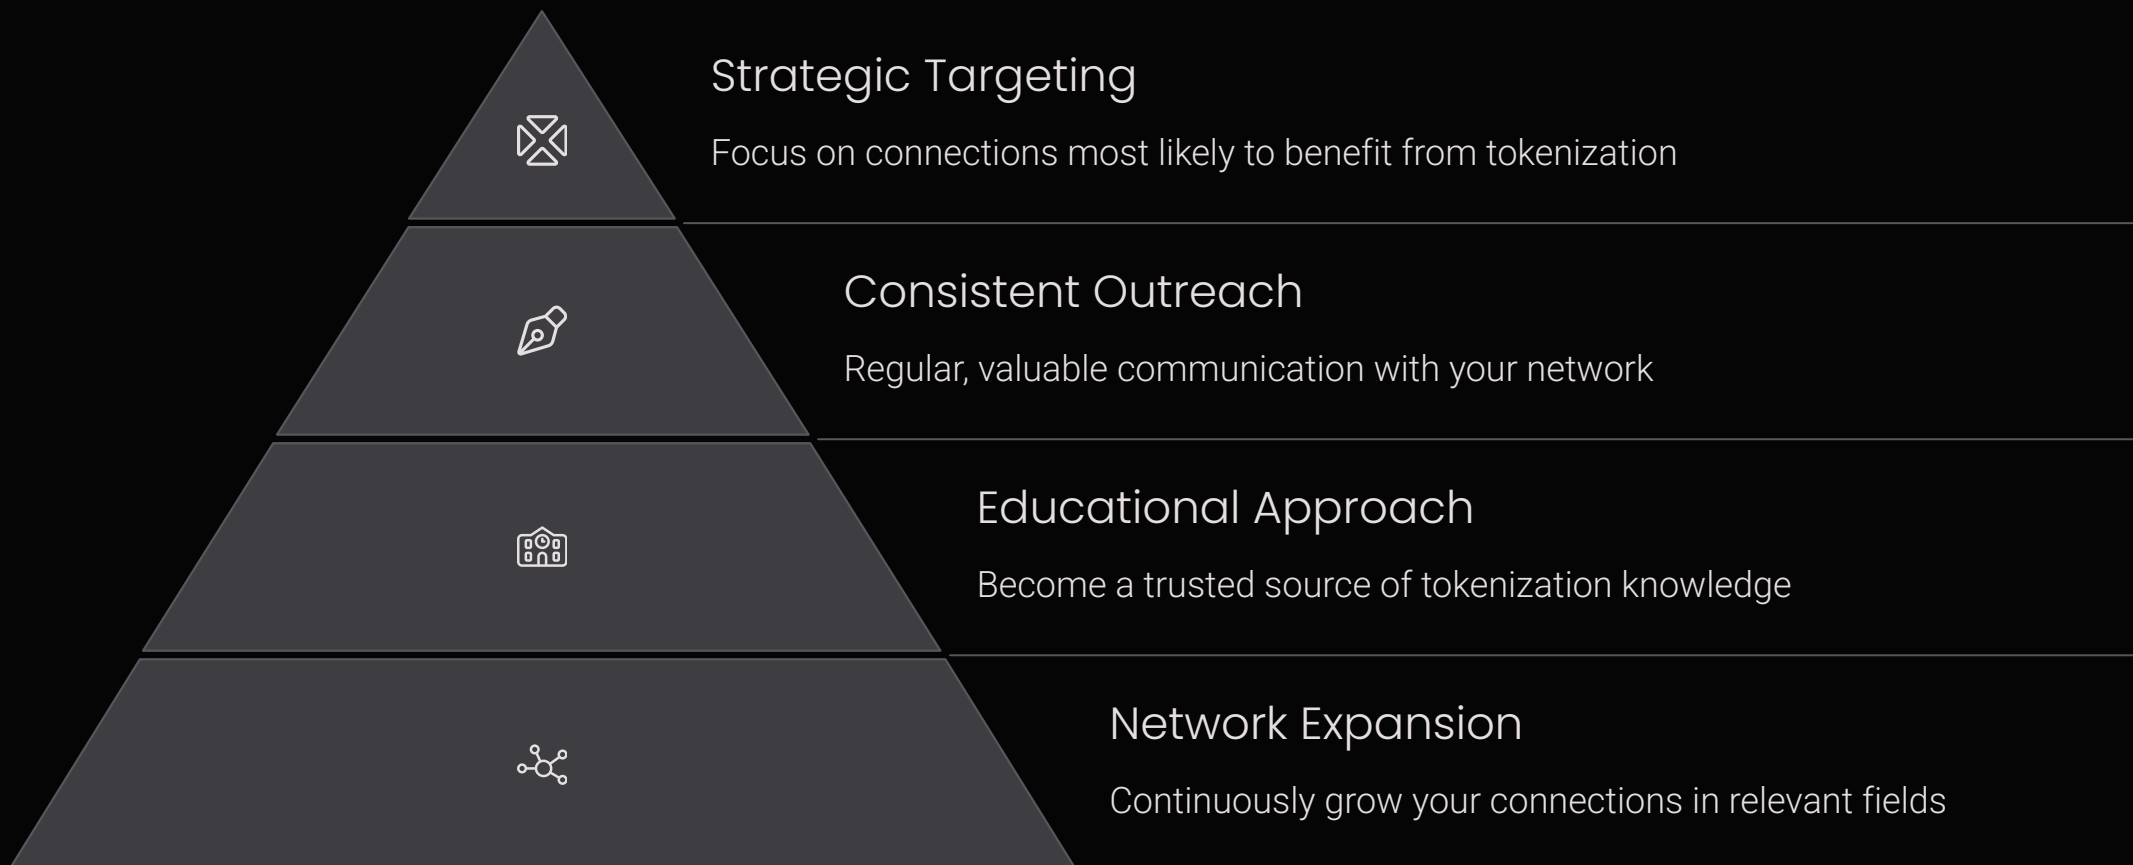 Strategic Targeting
Focus on connections most likely to benefit from tokenization
Consistent Outreach
Regular, valuable communication with your network
Educational Approach
Become a trusted source of tokenization knowledge
Network Expansion
Continuously grow your connections in relevant fields